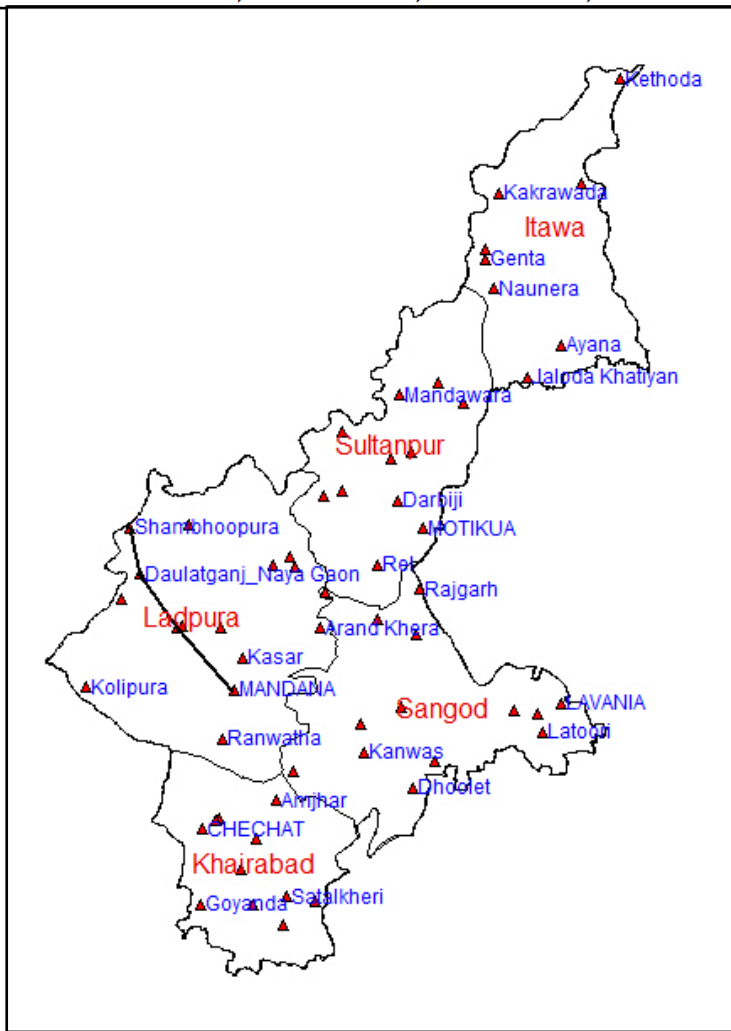 Kethoda
Kakrawada
Itawa
Genta
Naunera
Ayana
Jaloda Khatiyan
Mandawara
Sultanpur
Darbiji
MOTIKUA
Shambhoopura
Daulatganj_Naya Gaon
Rajgarh
Ladpura
Arand Khera
Kasar
Kolipura
MANDANA
Sangod
LAVANIA
Latoori
Ranwatha
Kanwas
Dhoolet
Amjhar
CHECHAT
Khairabad
Goyanda
Satalkheri